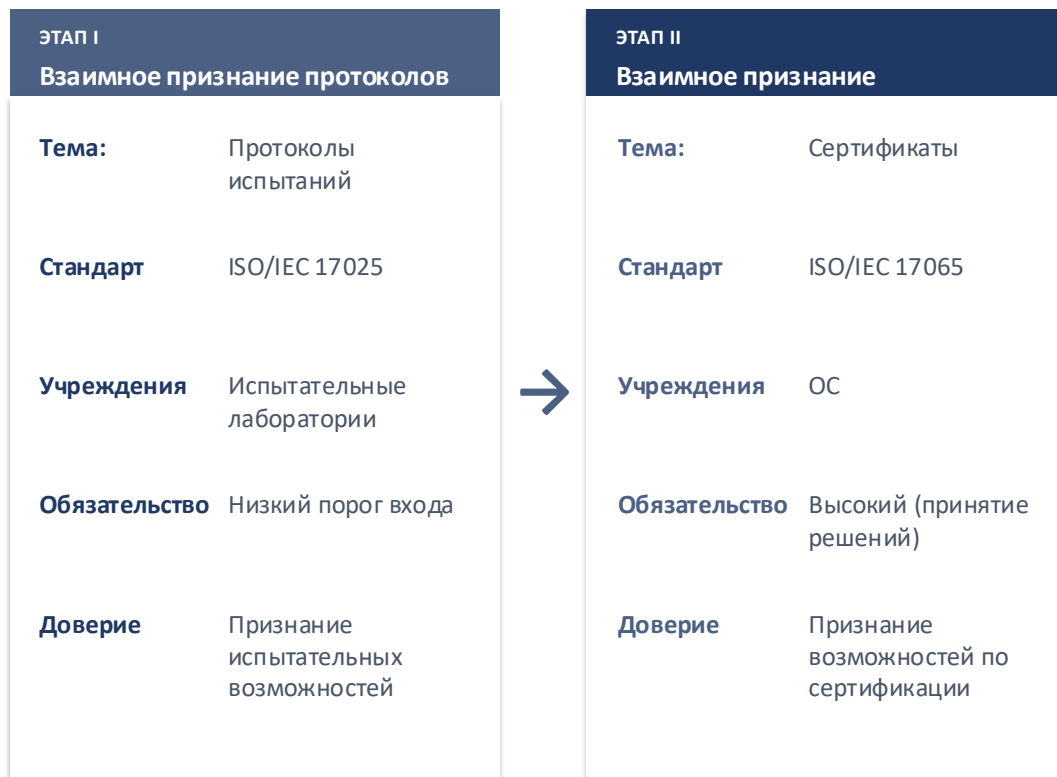 ЭТАП I
Взаимное признание протоколов
Тема:
Протоколы
испытаний
Стандарт
ISO/IEC 17025
Учреждения
Испытательные
лаборатории
Обязательство
Низкий порог входа
Доверие
Признание
испытательных
возможностей
ЭТАП II
Взаимное признание
Тема:
Сертификаты
Стандарт
ISO/IEC 17065
Учреждения
ОС
Обязательство
Высокий (принятие
решений)
Доверие
Признание
возможностей по
сертификации